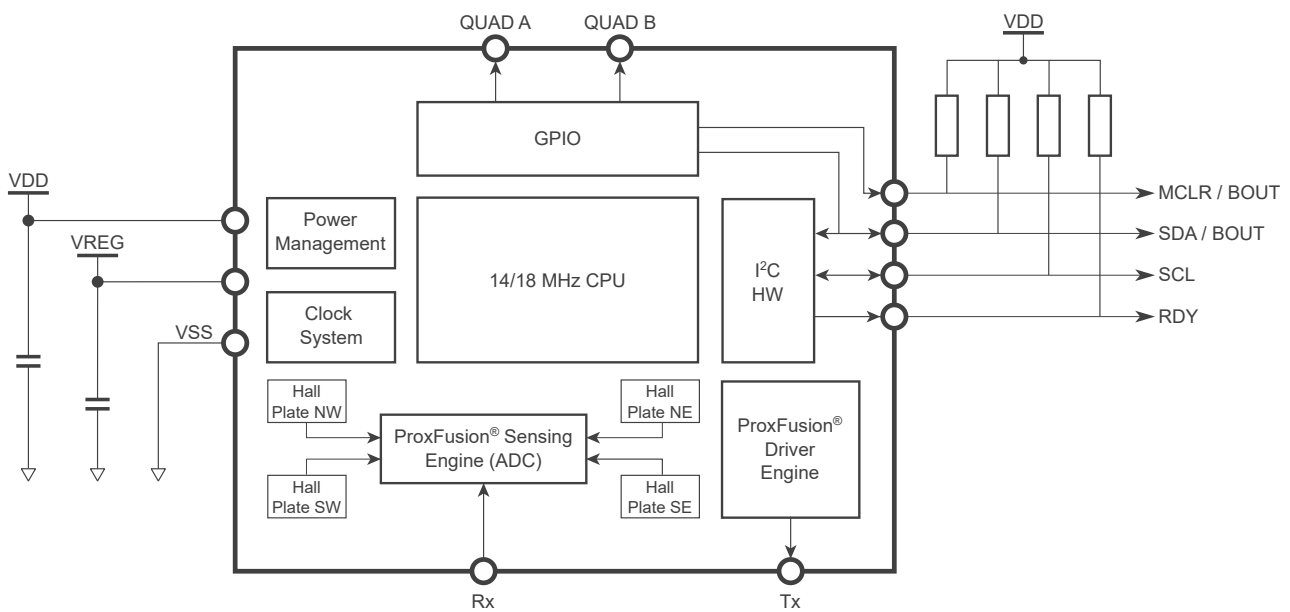 QUAD A
QUAD B
VDD
GPIO
VDD
MCLR / BOUT
Power
Management
VREG
14/18 MHz CPU
I²C
HW
SDA / BOUT
SCL
Clock
System
VSS
RDY
Hall
Plate NW
Hall
Plate NE
ProxFusion® Sensing
Engine (ADC)
ProxFusion®
Driver
Engine
Hall
Plate SW
Hall
Plate SE
Rx
Tx